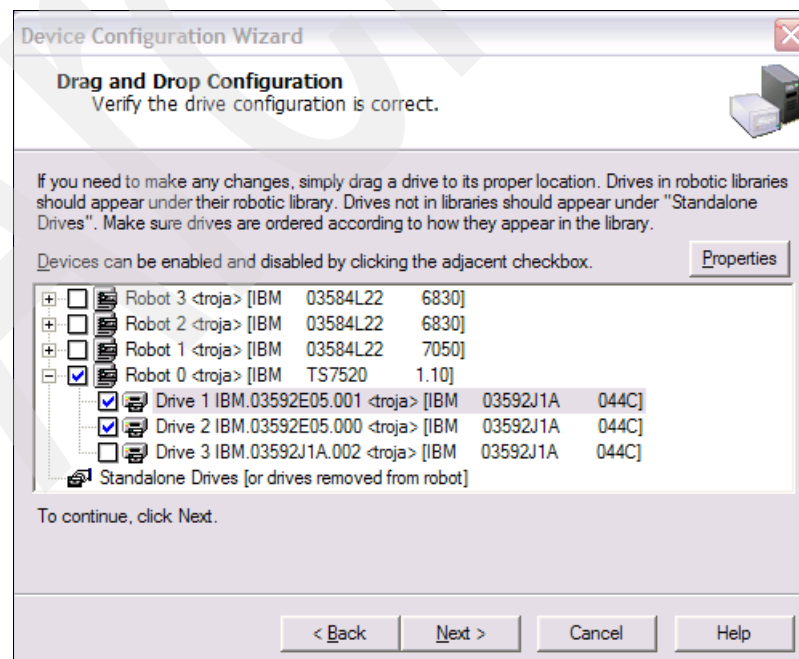 Device Configuration Wizard
Drag and Drop Configuration
Verify the drive configuration is correct.
If you need to make any changes, simply drag a drive to its proper location. Drives in robotic libraries
should appear under their robotic library. Drives not in libraries should appear under "Standalone
Drives". Make sure drives are ordered according to how they appear in the library.
Devices can be enabled and disabled by clicking the adjacent checkbox.
Properties
Robot 3 <troja> [IBM 03584L22 6830]
Robot 2 <troja> [IBM 03584L22 6830]
Robot 1 <troja> [IBM 03584L22 7050]
Robot 0 <troja> [IBM TS7520 1.10]
Drive 1 IBM.03592E05.001 <troja> [IBM 03592J1A 044C]
Drive 2 IBM.03592E05.000 <troja> [IBM 03592J1A 044C]
Drive 3 IBM.03592J1A.002 <troja> [IBM 03592J1A 044C]
Standalone Drives [or drives removed from robot]
To continue, click Next.
< Back
Next >
Cancel
Help